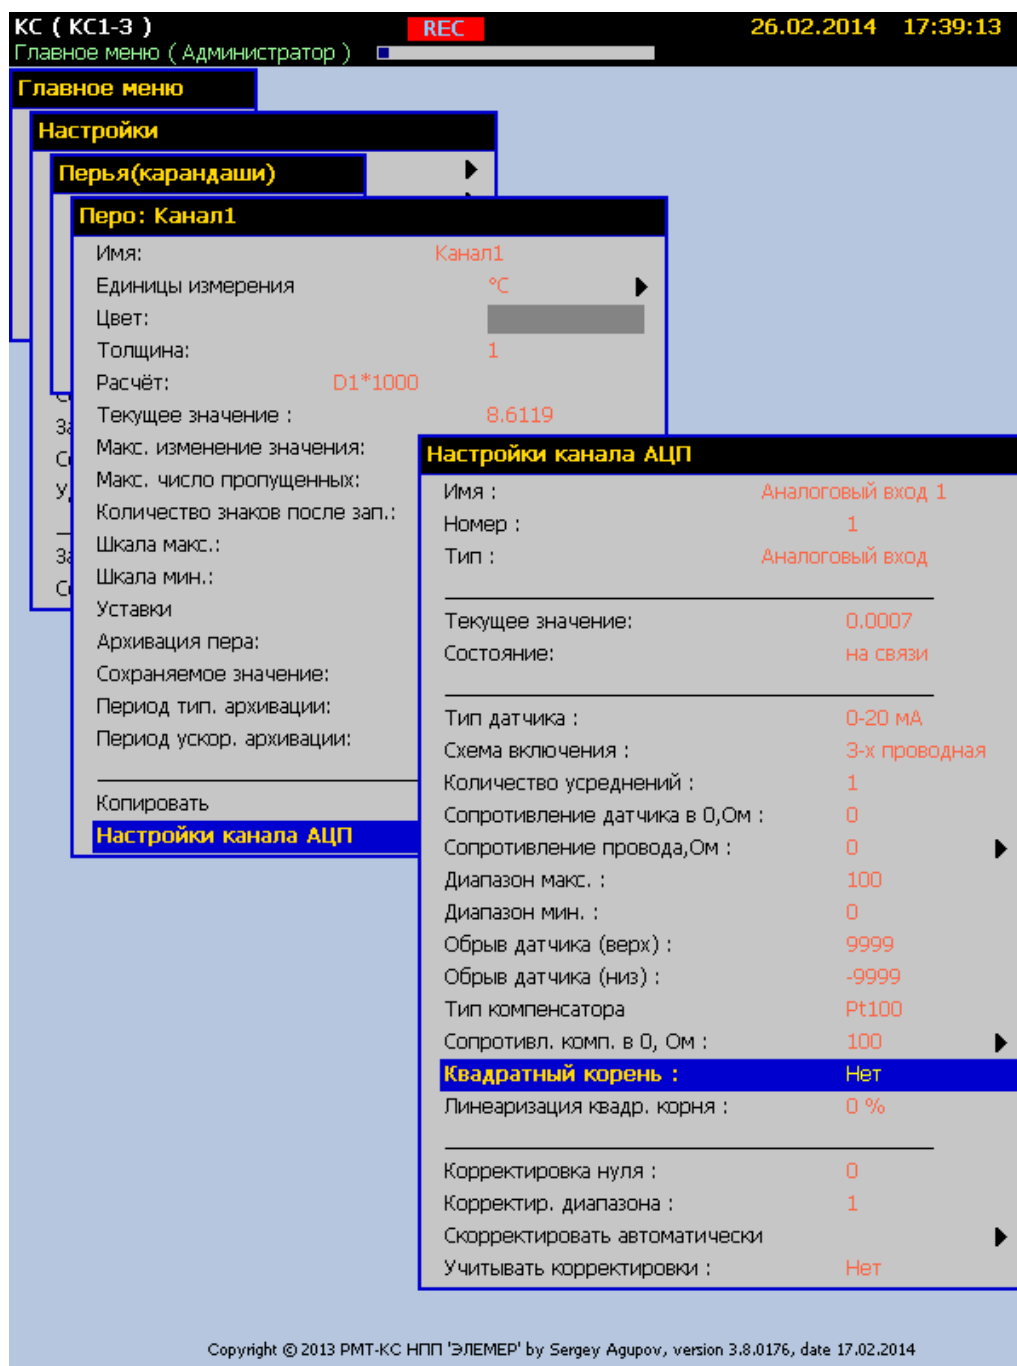 КС ( КС1-3 ) REC 26.02.2014 17:39:13
Главное меню ( Администратор )
Главное меню
Настройки
Перья(карандаши)
Перо: Канал1
Имя: Канал1
Единицы измерения °C
Цвет:
Толщина: 1
Расчёт: D1*1000
Текущее значение : 8.6119
Макс. изменение значения:
Макс. число пропущенных:
Количество знаков после зап.:
Шкала макс.:
Шкала мин.:
Уставки
Архивация пера:
Сохраняемое значение:
Период тип. архивации:
Период ускор. архивации:
Копировать
Настройки канала АЦП
Настройки канала АЦП
Имя : Аналоговый вход 1
Номер : 1
Тип : Аналоговый вход
Текущее значение: 0.0007
Состояние: на связи
Тип датчика : 0-20 мА
Схема включения : 3-х проводная
Количество усреднений : 1
Сопротивление датчика в 0,Ом : 0
Сопротивление провода,Ом : 0
Диапазон макс. : 100
Диапазон мин. : 0
Обрыв датчика (верх) : 9999
Обрыв датчика (низ) : -9999
Тип компенсатора Pt100
Сопротивл. комп. в 0, Ом : 100
Квадратный корень : Нет
Линеаризация квадр. корня : 0 %
Корректировка нуля : 0
Корректир. диапазона : 1
Скорректировать автоматически
Учитывать корректировки : Нет
Copyright © 2013 РМТ-КС НПП 'ЭЛЕМЕР' by Sergey Agupov, version 3.8.0176, date 17.02.2014